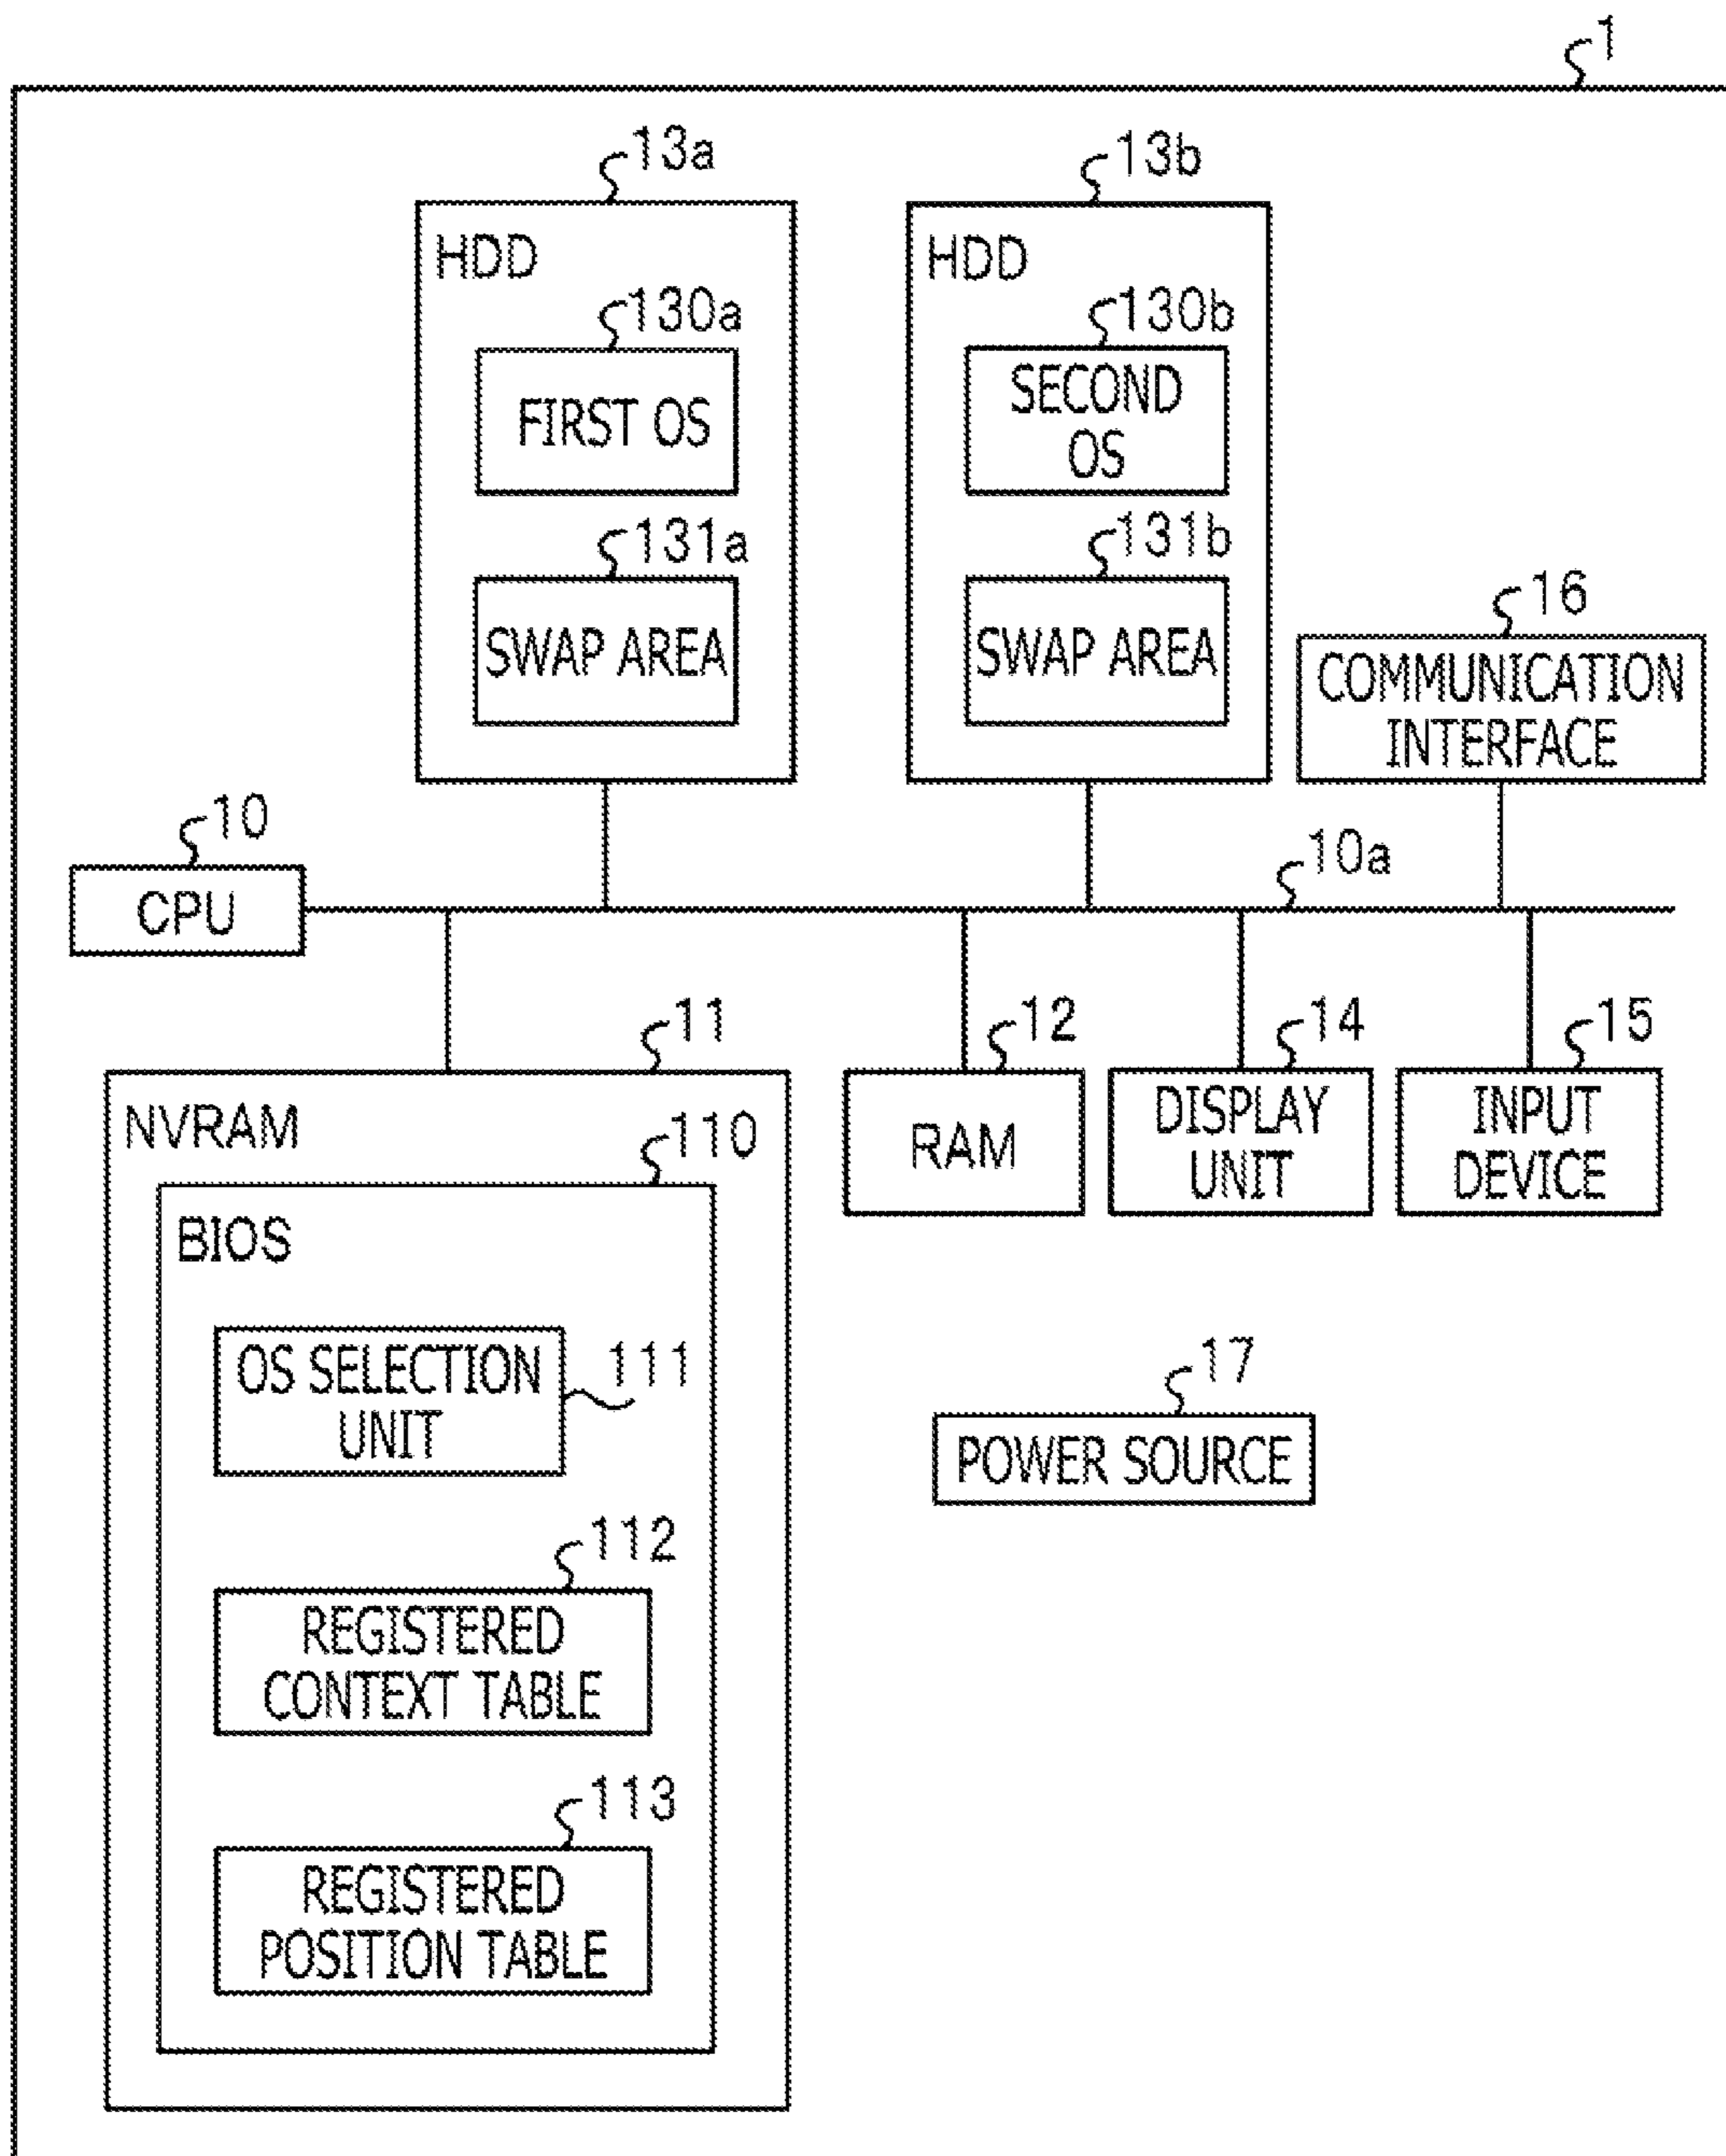 1
13a
13b
HDD
HDD
130a
130b
FIRST OS
SECOND
OS
131a
131b
SWAP AREA
SWAP AREA
16
COMMUNICATION
INTERFACE
10
CPU
10a
11
12
14
15
NVRAM
RAM
DISPLAY
UNIT
INPUT
DEVICE
110
BIOS
OS SELECTION
UNIT
111
17
POWER SOURCE
112
REGISTERED
CONTEXT TABLE
113
REGISTERED
POSITION TABLE